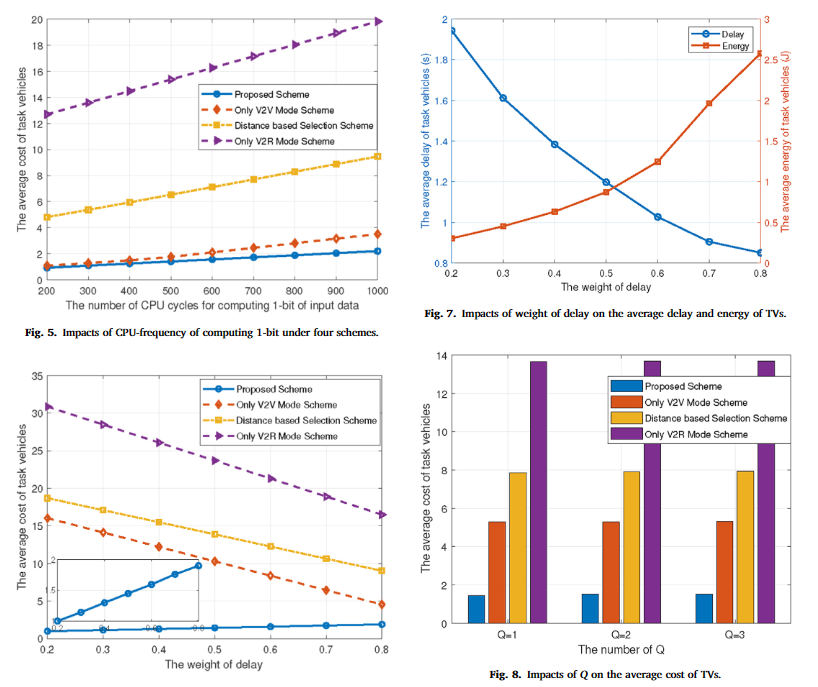 20
18
16
14
12
10
8
6
4
2
0
The average cost of task vehicles
Proposed Scheme
Only V2V Mode Scheme
Distance based Selection Scheme
Only V2R Mode Scheme
200 300 400 500 600 700 800 900 1000
The number of CPU cycles for computing 1-bit of input data
Fig. 5. Impacts of CPU-frequency of computing 1-bit under four schemes.
2
1.8
1.6
1.4
1.2
1
0.8
The average delay of task vehicles (s)
Delay
Energy
3
2.5
2
1.5
1
0.5
0
The average energy of task vehicles (J)
0.2 0.3 0.4 0.5 0.6 0.7 0.8
The weight of delay
Fig. 7. Impacts of weight of delay on the average delay and energy of TVs.
35
30
25
20
15
10
5
0
The average cost of task vehicles
Proposed Scheme
Only V2V Mode Scheme
Distance based Selection Scheme
Only V2R Mode Scheme
2
1.5
0.2 0.4 0.6 0.8
0.2 0.3 0.4 0.5 0.6 0.7 0.8
The weight of delay
14
12
10
8
6
4
2
0
The average cost of task vehicles
Proposed Scheme
Only V2V Mode Scheme
Distance based Selection Scheme
Only V2R Mode Scheme
Q=1 Q=2 Q=3
The number of Q
Fig. 8. Impacts of Q on the average cost of TVs.